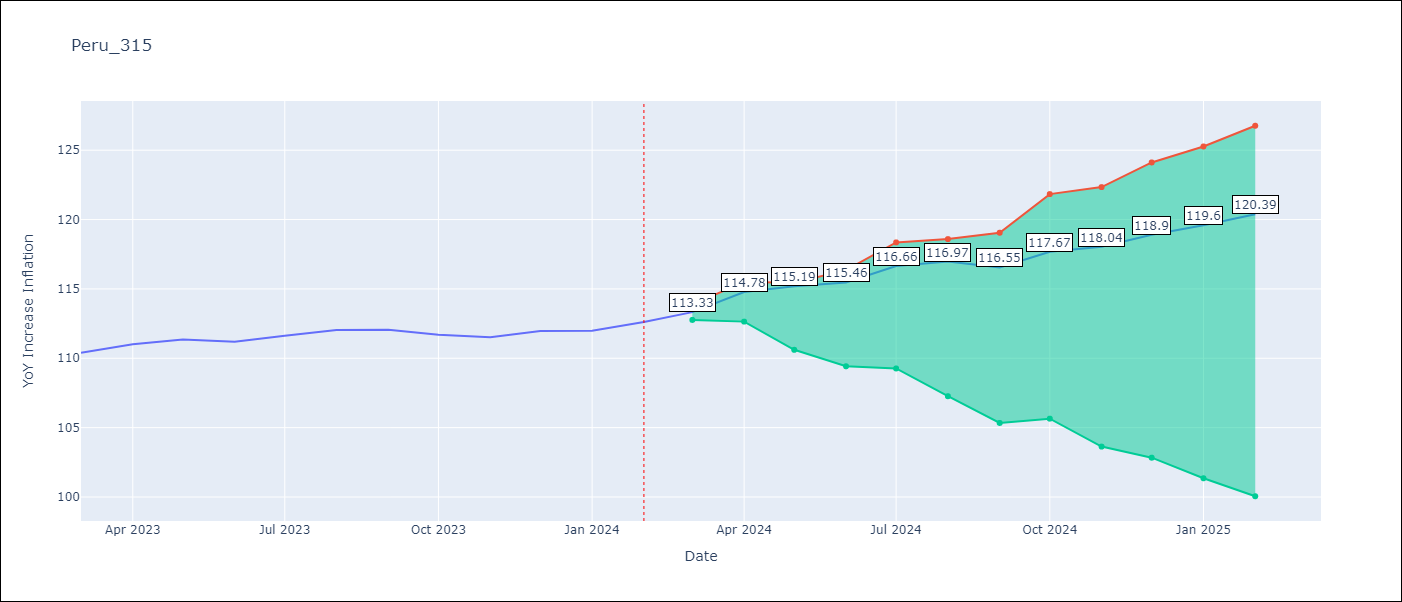 Peru_315
YoY Increase Inflation
125
120
115
110
105
100
113.33
114.78
115.19
115.46
116.66
116.97
116.55
117.67
118.04
118.9
119.6
120.39
Apr 2023
Jul 2023
Oct 2023
Jan 2024
Apr 2024
Jul 2024
Oct 2024
Jan 2025
Date